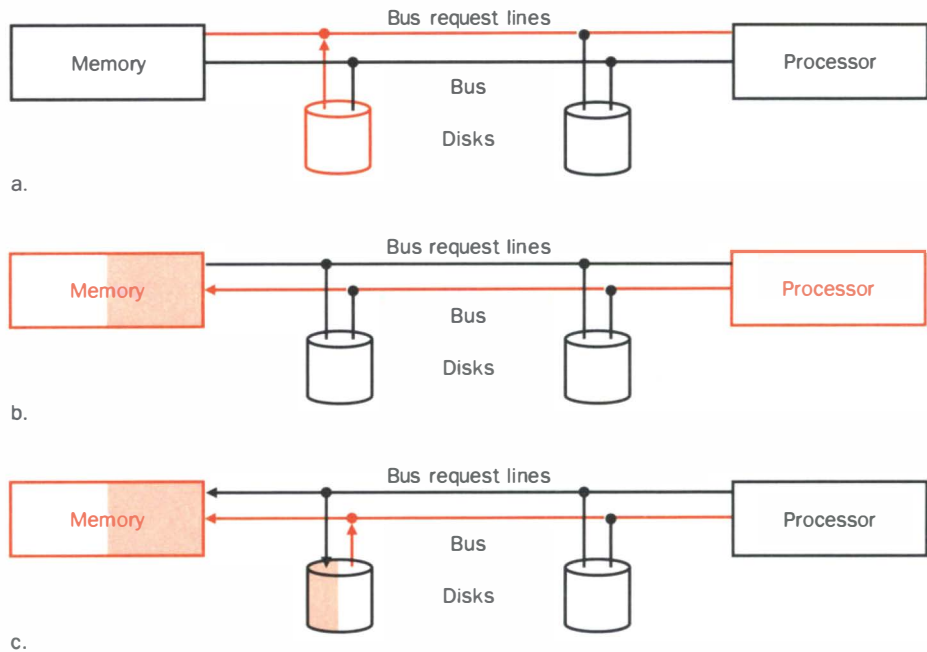 Bus request lines
Memory
Processor
Bus
Disks
a.
Bus request lines
Memory
Processor
Bus
Disks
b.
Bus request lines
Memory
Processor
Bus
Disks
c.